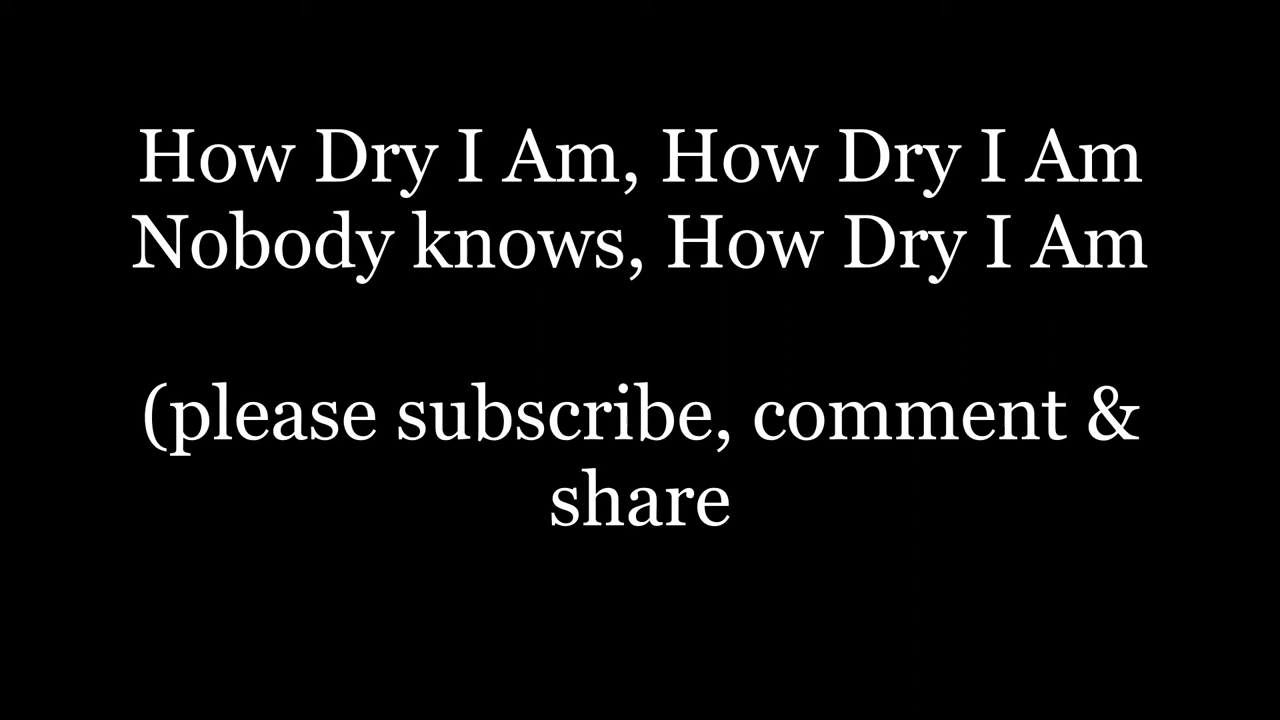 How Dry I Am, How Dry I Am
Nobody knows, How Dry I Am
(please subscribe, comment &
share